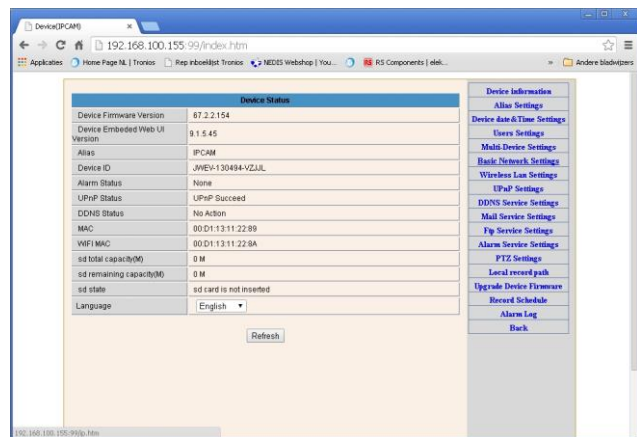 Device(IPCAM)
192.168.100.155:99/index.htm
Applicaties
Home Page NL | Tronios
Rep inboeklijst Tronios
NEDIS Webshop | You...
RS Components | elek...
»
Andere bladwijzers
Device Status
Device Firmware Version 67.2.2.154
Device Embeded Web UI
Version 9.1.5.45
Alias IPCAM
Device ID JWEV-130494-VZJJL
Alarm Status None
UPnP Status UPnP Succeed
DDNS Status No Action
MAC 00:D1:13:11:22:89
WIFI MAC 00:D1:13:11:22:8A
sd total capacity(M) 0 M
sd remaining capacity(M) 0 M
sd state sd card is not inserted
Language English
Refresh
Device information
Alias Settings
Device date&Time Settings
Users Settings
Multi-Device Settings
Basic Network Settings
Wireless Lan Settings
UPnP Settings
DDNS Service Settings
Mail Service Settings
Ftp Service Settings
Alarm Service Settings
PTZ Settings
Local record path
Upgrade Device Firmware
Record Schedule
Alarm Log
Back
192.168.100.155:99/ip.htm